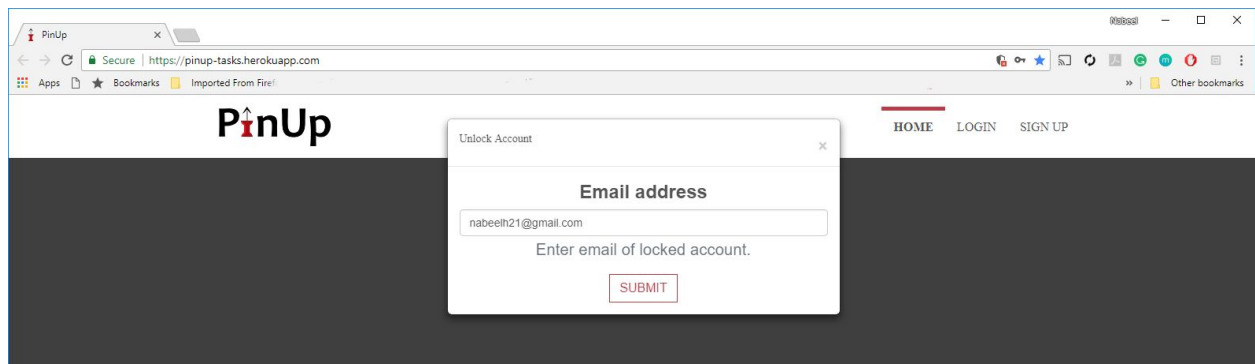 Nabeel
PinUp
Secure | https://pinup-tasks.herokuapp.com
Apps Bookmarks Imported From Firef
» Other bookmarks
PinUp
HOME LOGIN SIGN UP
Unlock Account
×
Email address
nabeelh21@gmail.com
Enter email of locked account.
SUBMIT